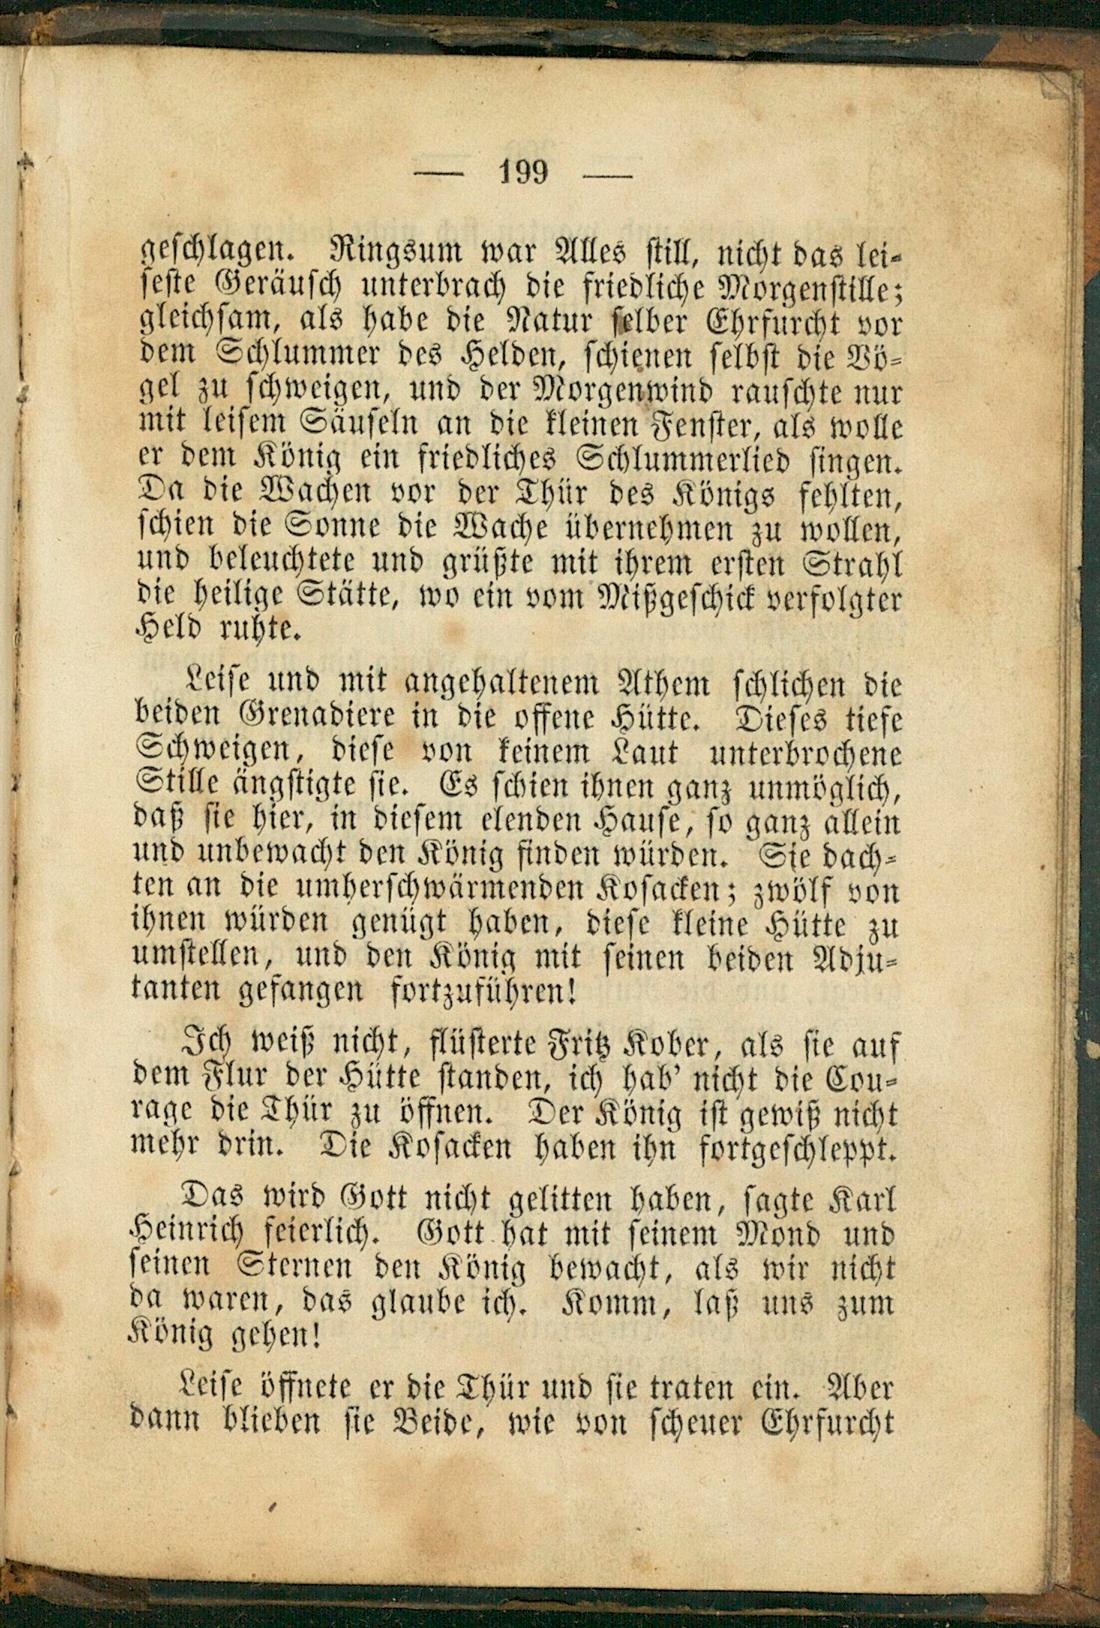 — 199 —
geschlagen. Ringsum war Alles still, nicht das lei-
seste Geräusch unterbrach die friedliche Morgenstille;
gleichsam, als habe die Natur selber Ehrfurcht vor
dem Schlummer des Helden, schienen selbst die Vö-
gel zu schweigen, und der Morgenwind rauschte nur
mit leisem Säuseln an die kleinen Fenster, als wolle
er dem König ein friedliches Schlummerlied singen.
Da die Wachen vor der Thür des Königs fehlten,
schien die Sonne die Wache übernehmen zu wollen,
und beleuchtete und grüßte mit ihrem ersten Strahl
die heilige Stätte, wo ein vom Mißgeschick verfolgter
Held ruhte.
Leise und mit angehaltenem Athem schlichen die
beiden Grenadiere in die offene Hütte. Dieses tiefe
Schweigen, diese von keinem Laut unterbrochene
Stille ängstigte sie. Es schien ihnen ganz unmöglich,
daß sie hier, in diesem elenden Hause, so ganz allein
und unbewacht den König finden würden. Sie dach-
ten an die umherschwärmenden Kosacken; zwölf von
ihnen würden genügt haben, diese kleine Hütte zu
umstellen, und den König mit seinen beiden Adju-
tanten gefangen fortzuführen!
Ich weiß nicht, flüsterte Fritz Kober, als sie auf
dem Flur der Hütte standen, ich hab' nicht die Cou-
rage die Thür zu öffnen. Der König ist gewiß nicht
mehr drin. Die Kosacken haben ihn fortgeschleppt.
Das wird Gott nicht gelitten haben, sagte Karl
Heinrich feierlich. Gott hat mit seinem Mond und
seinen Sternen den König bewacht, als wir nicht
da waren, das glaube ich. Komm, laß uns zum
König gehen!
Leise öffnete er die Thür und sie traten ein. Aber
dann blieben sie Beide, wie von scheuer Ehrfurcht